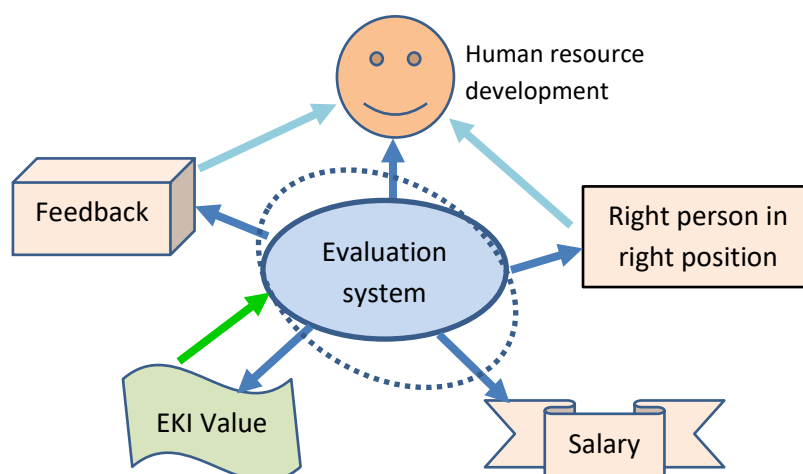 Human resource
development
Feedback
Right person in
right position
Evaluation
system
EKI Value
Salary